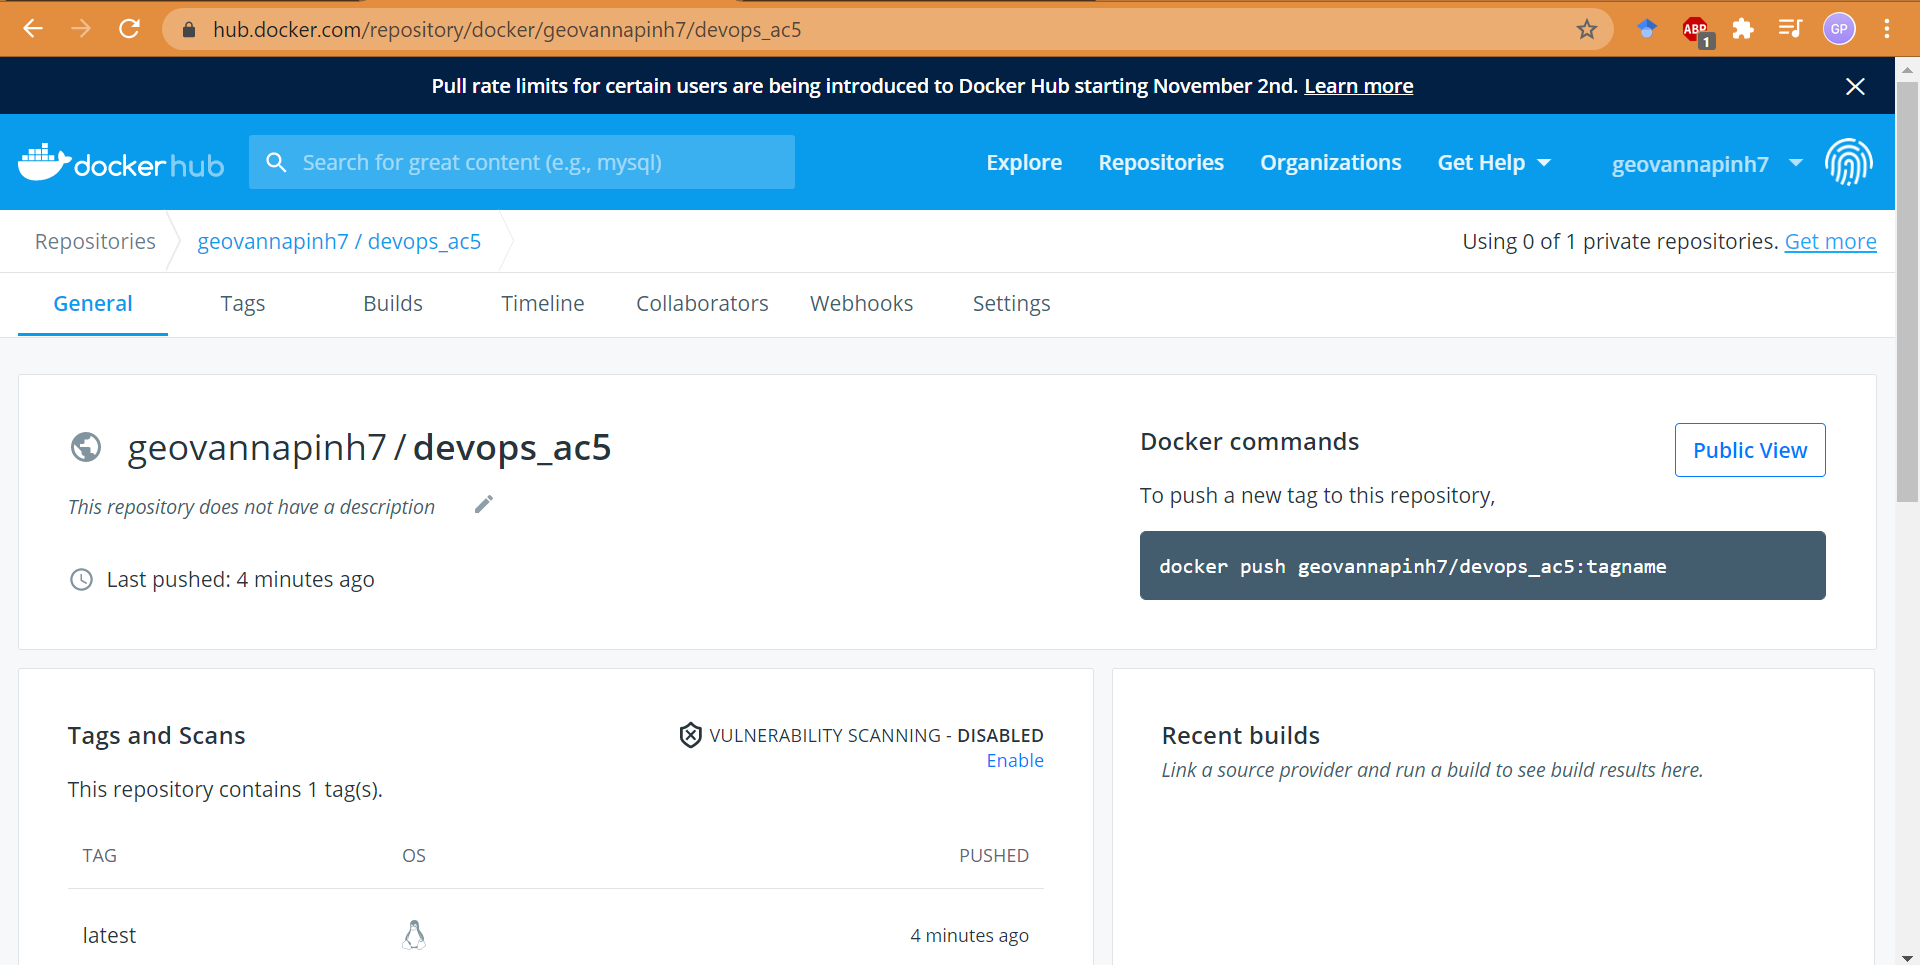 hub.docker.com/repository/docker/geovannapinh7/devops_ac5
ABP
1
GP
Pull rate limits for certain users are being introduced to Docker Hub starting November 2nd. Learn more
docker hub
Search for great content (e.g., mysql)
Explore
Repositories
Organizations
Get Help
geovannapinh7
Repositories
geovannapinh7 / devops_ac5
Using 0 of 1 private repositories. Get more
General
Tags
Builds
Timeline
Collaborators
Webhooks
Settings
geovannapinh7 / devops_ac5
This repository does not have a description
Last pushed: 4 minutes ago
Docker commands
Public View
To push a new tag to this repository,
docker push geovannapinh7/devops_ac5:tagname
Tags and Scans
VULNERABILITY SCANNING - DISABLED
Enable
This repository contains 1 tag(s).
TAG
OS
PUSHED
latest
4 minutes ago
Recent builds
Link a source provider and run a build to see build results here.